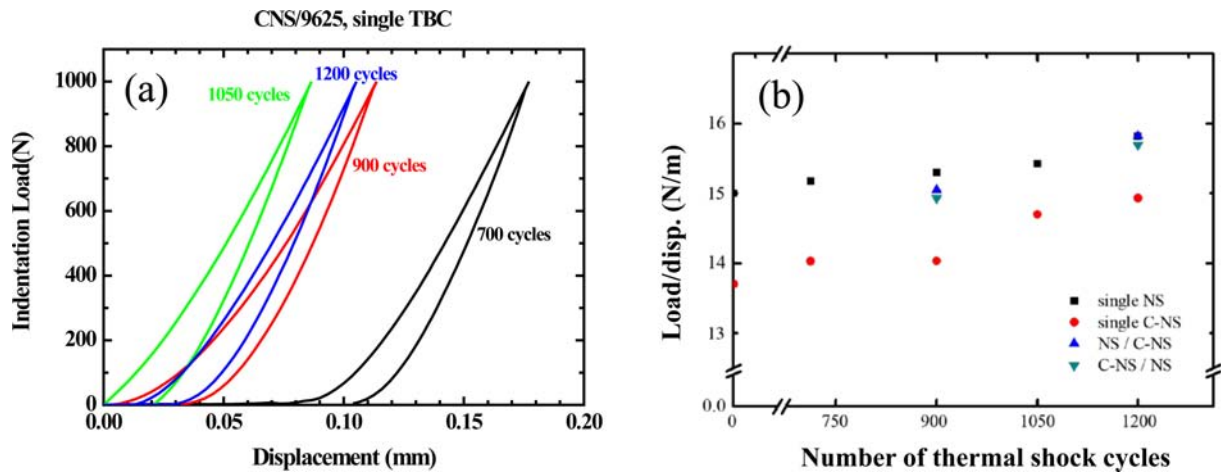 CNS/9625, single TBC
(a)
1000
800
600
400
200
0
Indentation Load(N)
1050 cycles
1200 cycles
900 cycles
700 cycles
0.00
0.05
0.10
0.15
0.20
Displacement (mm)
(b)
16
15
14
13
0.0
Load/disp. (N/m)
single NS
single C-NS
NS / C-NS
C-NS / NS
0
750
900
1050
1200
Number of thermal shock cycles